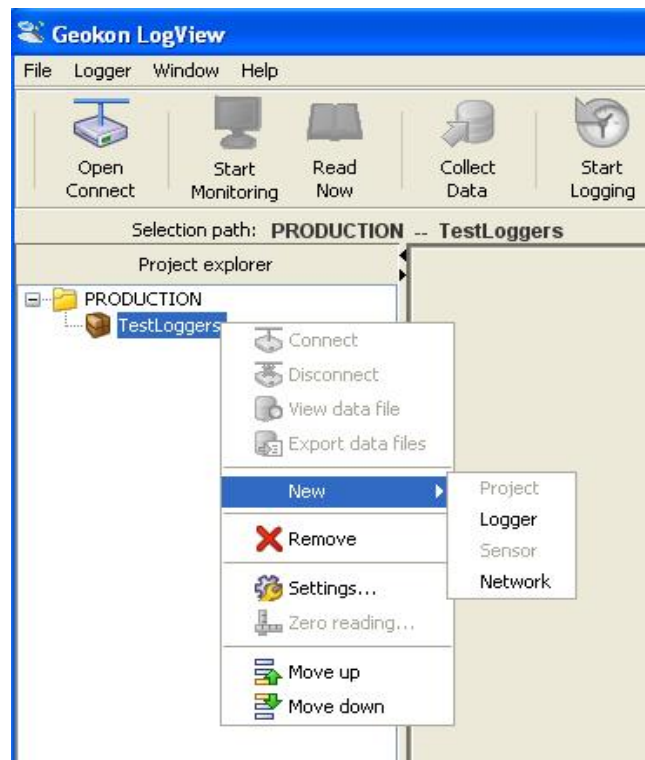 Geokon LogView
File Logger Window Help
Open Connect
Start Monitoring
Read Now
Collect Data
Start Logging
Selection path: PRODUCTION -- TestLoggers
Project explorer
PRODUCTION
TestLoggers
Connect
Disconnect
View data file
Export data files
New
Project
Logger
Sensor
Network
Remove
Settings...
Zero reading...
Move up
Move down